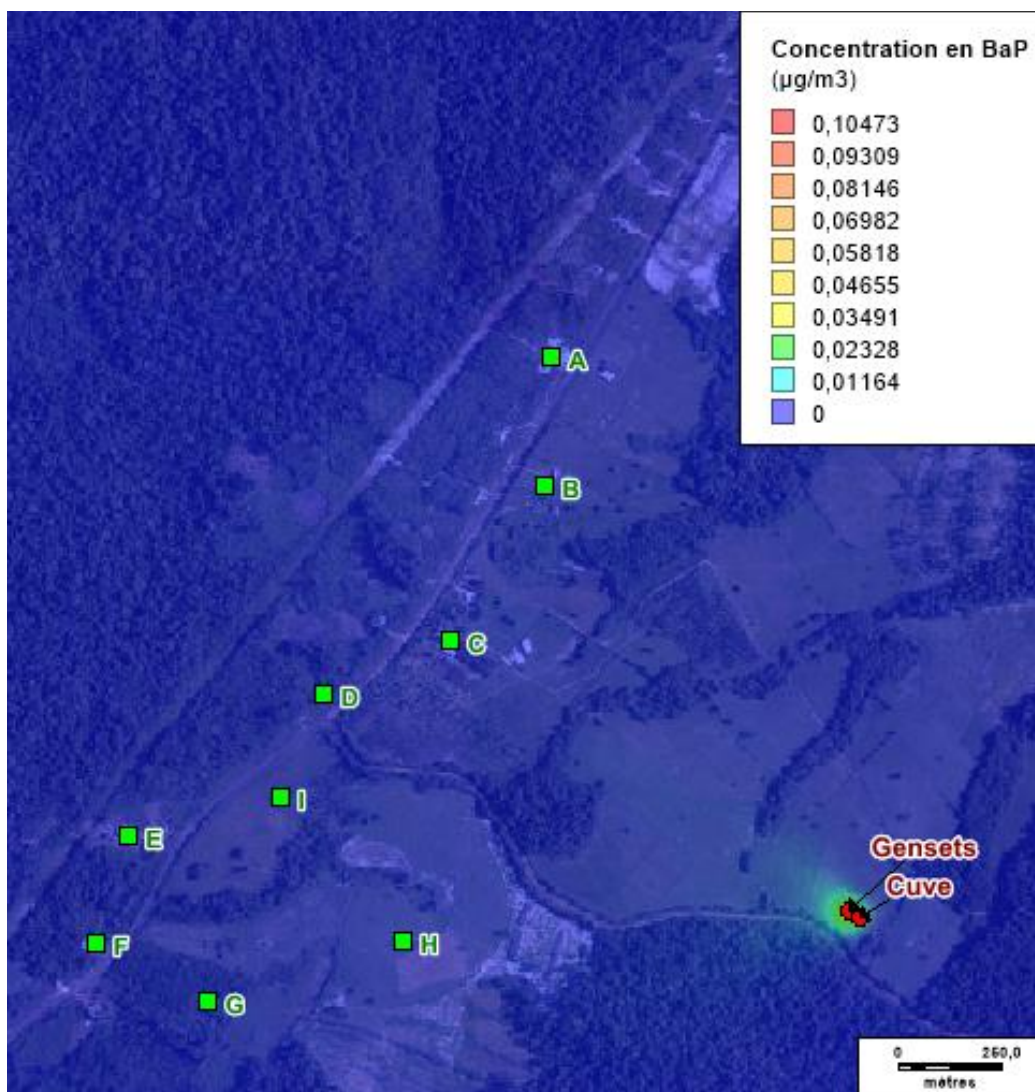 Concentration en BaP
(µg/m3)
0,10473
0,09309
0,08146
0,06982
0,05818
0,04655
0,03491
0,02328
0,01164
0
A
B
C
D
I
E
Gensets
Cuve
F
H
G
0 250,0
mètres